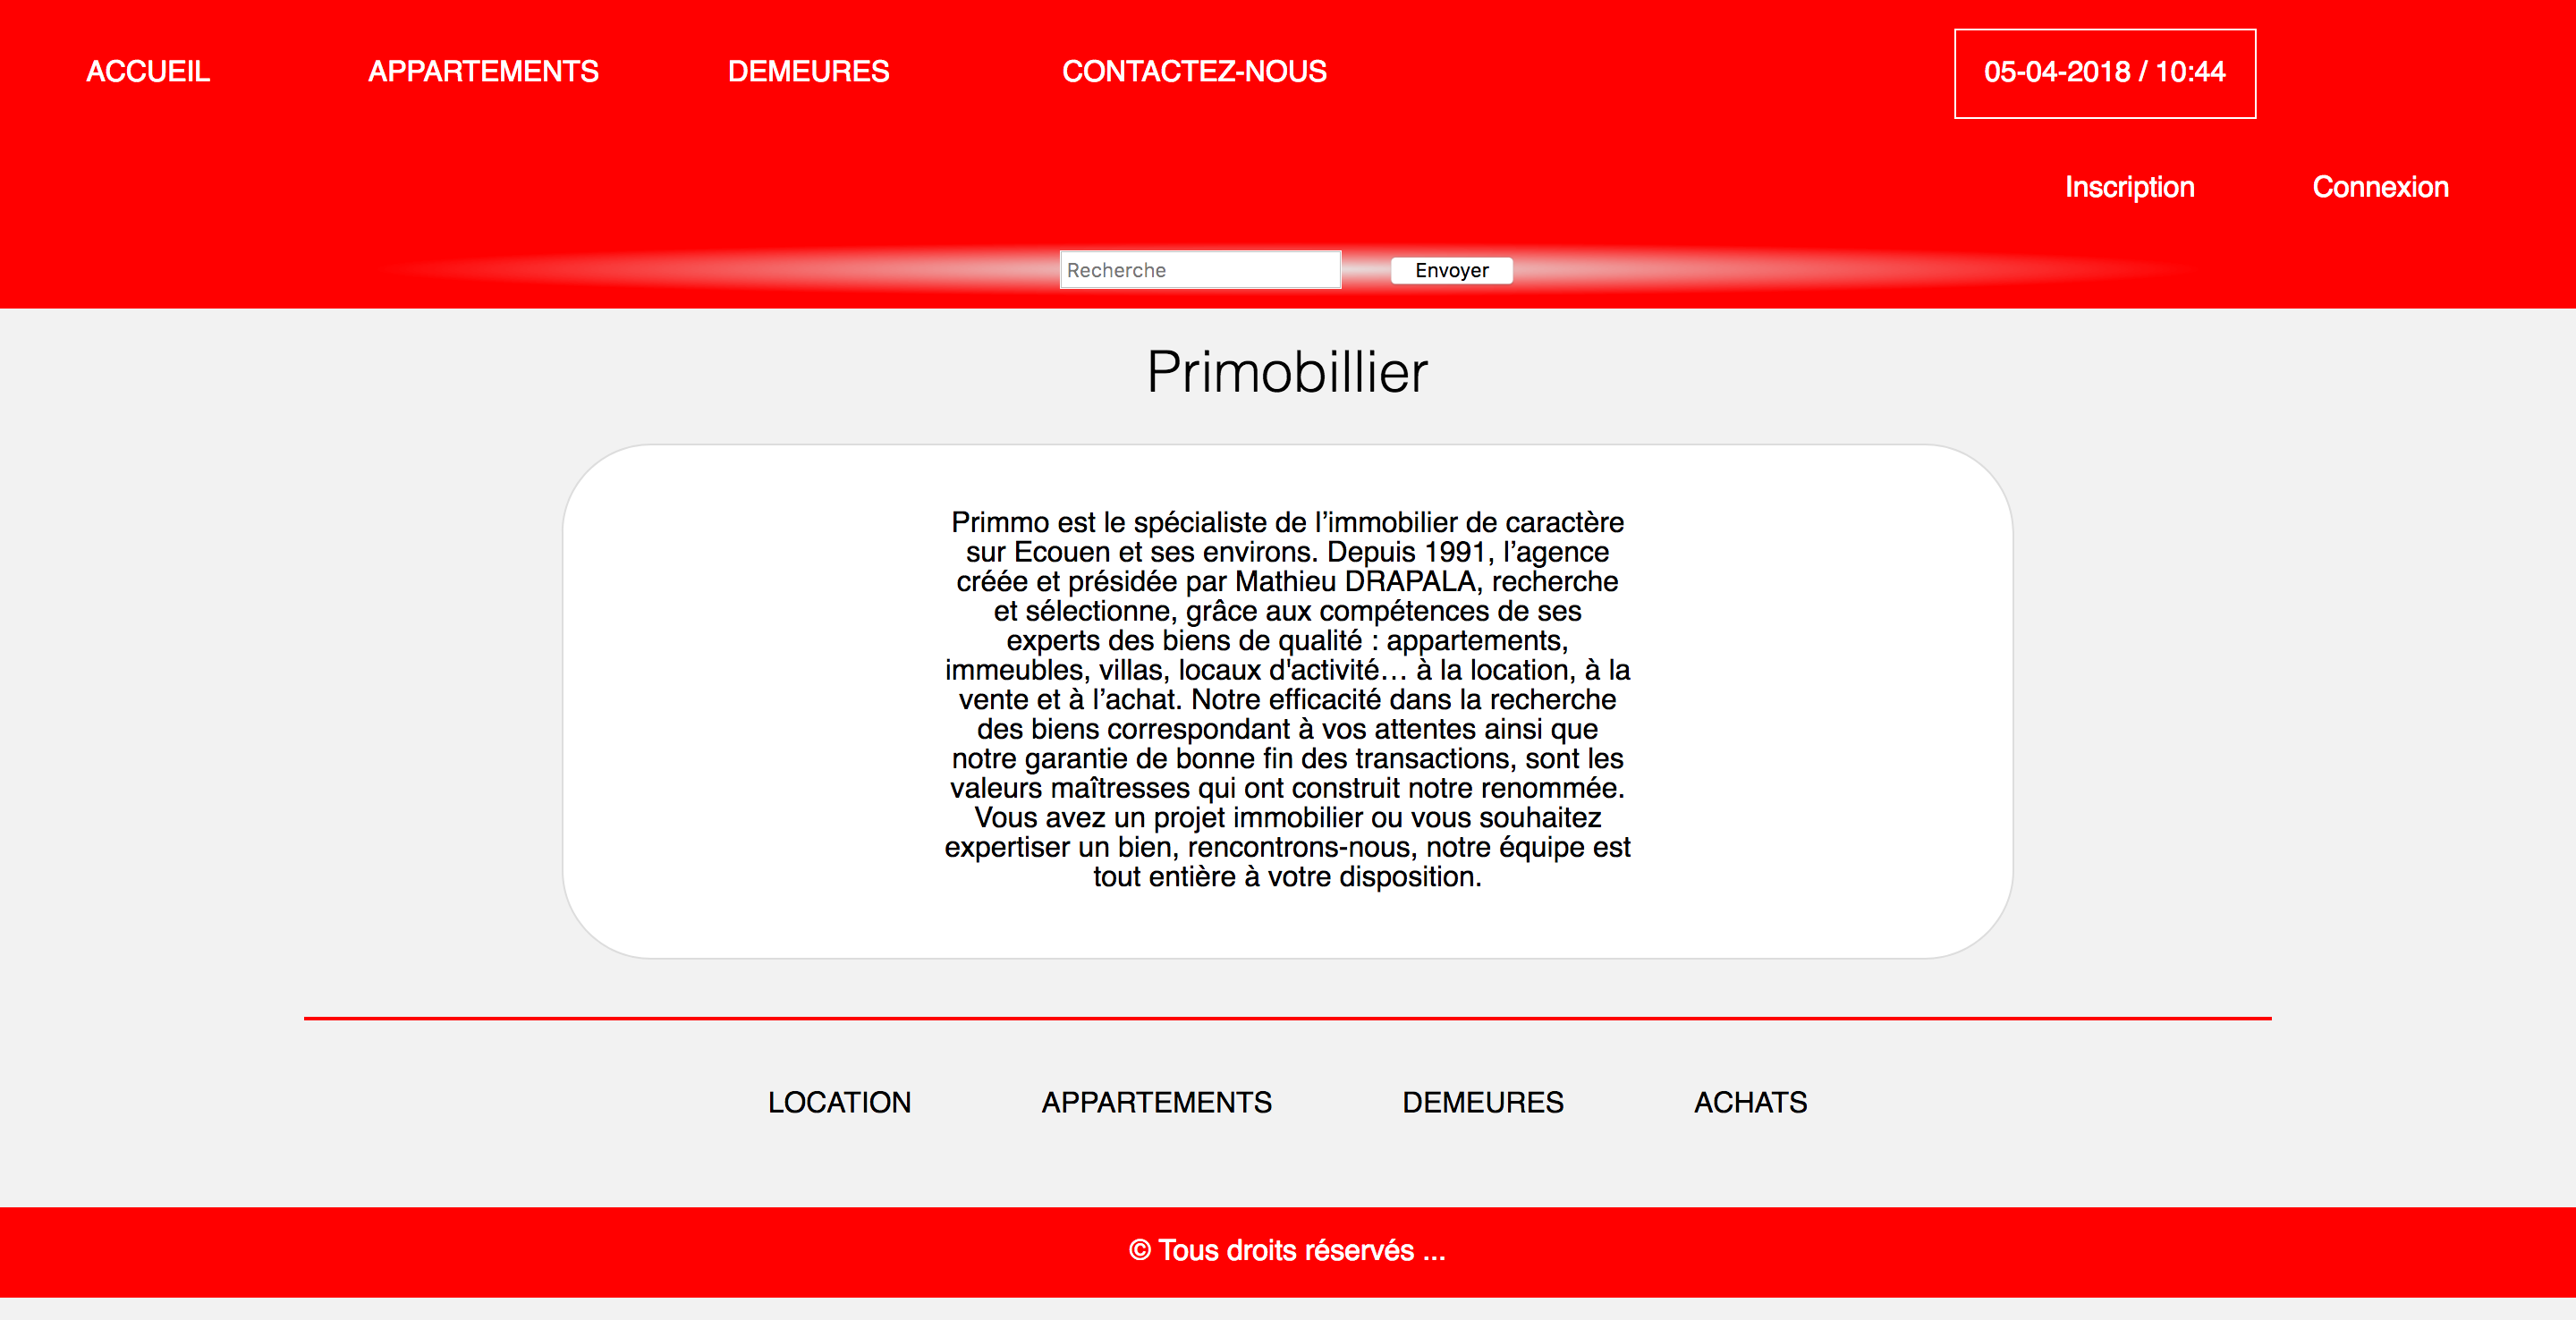 ACCUEIL APPARTEMENTS DEMEURES CONTACTEZ-NOUS 05-04-2018 / 10:44
Inscription Connexion
Recherche Envoyer
Primobillier
Primmo est le spécialiste de l’immobilier de caractère
sur Ecouen et ses environs. Depuis 1991, l’agence
créée et présidée par Mathieu DRAPALA, recherche
et sélectionne, grâce aux compétences de ses
experts des biens de qualité : appartements,
immeubles, villas, locaux d'activité… à la location, à la
vente et à l’achat. Notre efficacité dans la recherche
des biens correspondant à vos attentes ainsi que
notre garantie de bonne fin des transactions, sont les
valeurs maîtresses qui ont construit notre renommée.
Vous avez un projet immobilier ou vous souhaitez
expertiser un bien, rencontrons-nous, notre équipe est
tout entière à votre disposition.
LOCATION APPARTEMENTS DEMEURES ACHATS
© Tous droits réservés ...